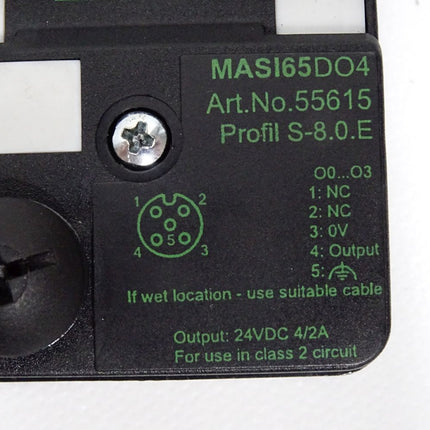 MASI65DO4
Art.No.55615
Profil S-8.0.E
O0...O3
1: NC
2: NC
3: 0V
4: Output
5:
1 2
5
4 3
If wet location - use suitable cable
Output: 24VDC 4/2A
For use in class 2 circuit